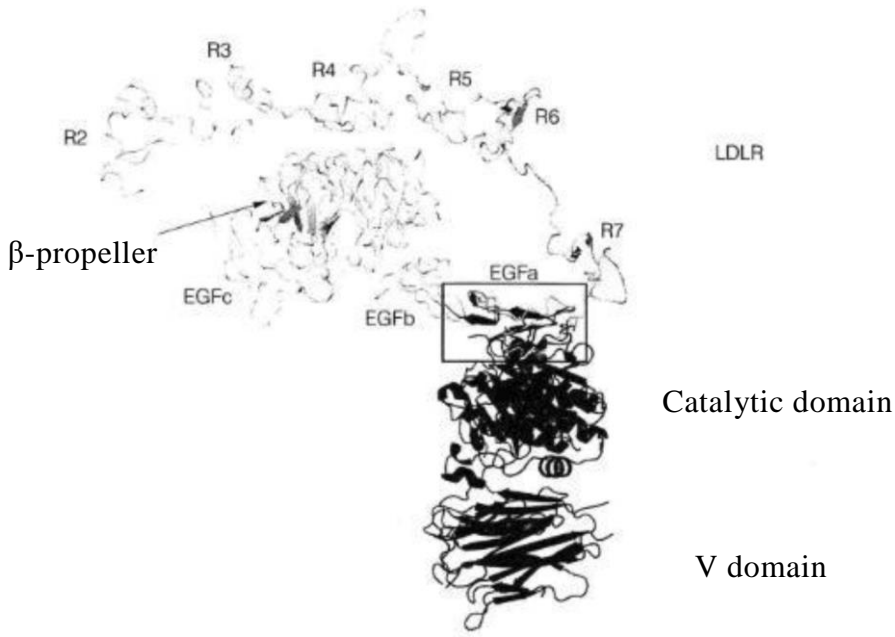 R3
R4
R5
R6
R2
LDLR
R7
β-propeller
EGFa
EGFc
EGFb
Catalytic domain
V domain